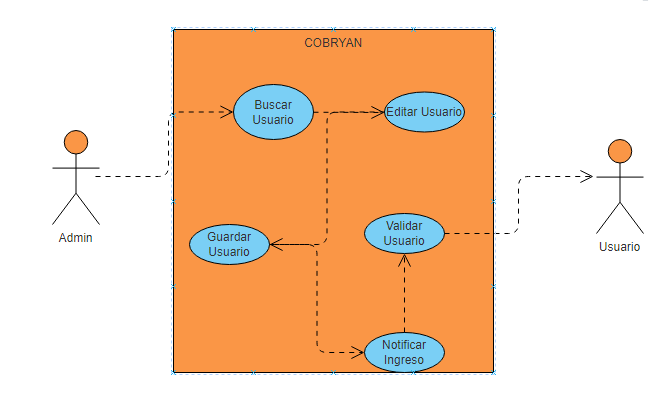 COBRYAN
Buscar
Usuario
Editar Usuario
Admin
Guardar
Usuario
Validar
Usuario
Usuario
Notificar
Ingreso